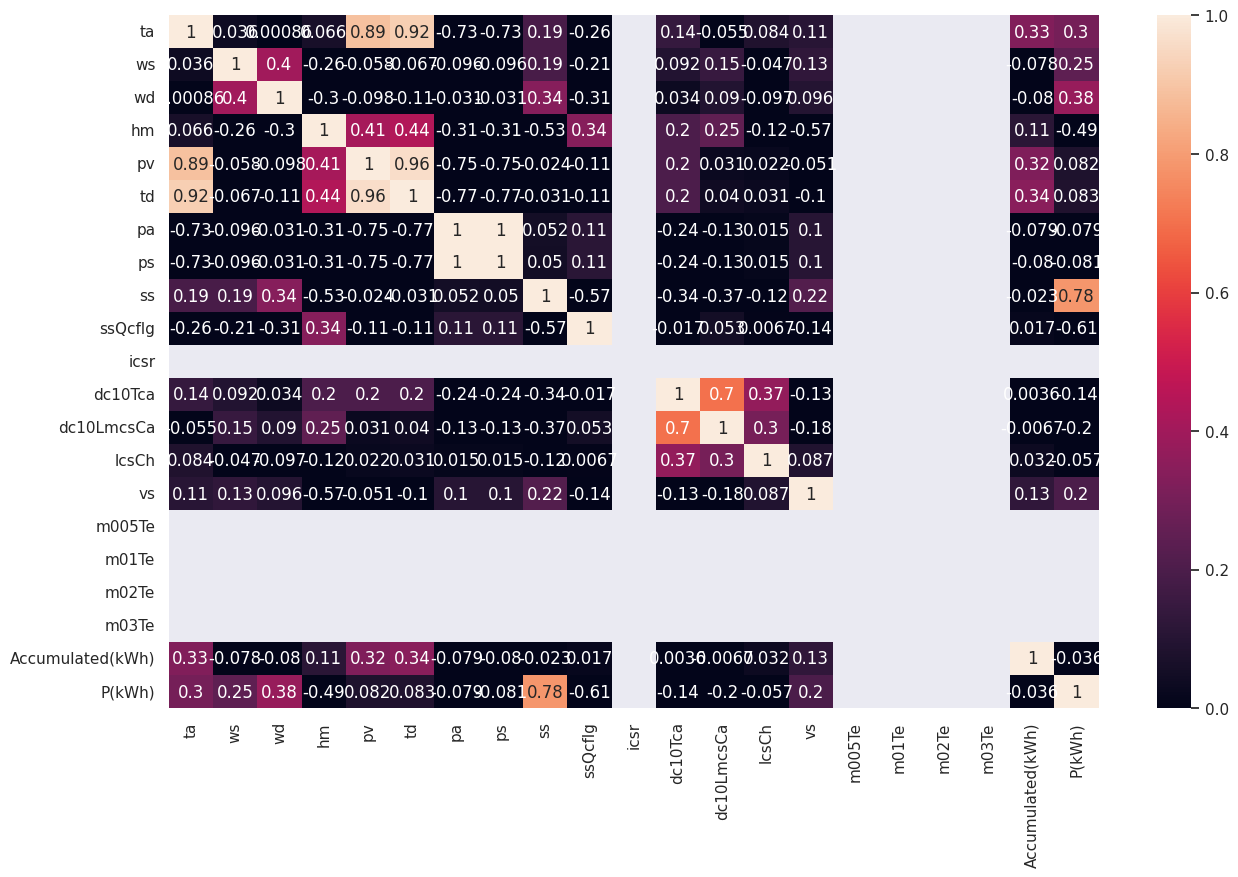 ta 1 0.036 0.00086 0.066 0.89 0.92 -0.73 -0.73 0.19 -0.26 0.14 -0.055 0.084 0.11 0.33 0.3
ws 0.036 1 0.4 -0.26 -0.058 -0.067 -0.096 -0.096 0.19 -0.21 0.092 0.15 -0.047 0.13 -0.078 0.25
wd 0.00086 0.4 1 -0.3 -0.098 -0.11 -0.031 -0.031 0.34 -0.31 0.034 0.09 -0.097 0.096 -0.08 0.38
hm 0.066 -0.26 -0.3 1 0.41 0.44 -0.31 -0.31 -0.53 0.34 0.2 0.25 -0.12 -0.57 0.11 -0.49
pv 0.89 -0.058 -0.098 0.41 1 0.96 -0.75 -0.75 -0.024 -0.11 0.2 0.031 0.022 -0.051 0.32 0.082
td 0.92 -0.067 -0.11 0.44 0.96 1 -0.77 -0.77 -0.031 -0.11 0.2 0.04 0.031 -0.1 0.34 0.083
pa -0.73 -0.096 -0.031 -0.31 -0.75 -0.77 1 1 0.052 0.11 -0.24 -0.13 0.015 0.1 -0.079 -0.079
ps -0.73 -0.096 -0.031 -0.31 -0.75 -0.77 1 1 0.05 0.11 -0.24 -0.13 0.015 0.1 -0.08 -0.081
ss 0.19 0.19 0.34 -0.53 -0.024 -0.031 0.052 0.05 1 -0.57 -0.34 -0.37 -0.12 0.22 -0.023 0.78
ssQcflg -0.26 -0.21 -0.31 0.34 -0.11 -0.11 0.11 0.11 -0.57 1 -0.017 0.053 0.0067 -0.14 0.017 -0.61
icsr
dc10Tca 0.14 0.092 0.034 0.2 0.2 0.2 -0.24 -0.24 -0.34 -0.017 1 0.7 0.37 -0.13 0.0036 -0.14
dc10LmcsCa -0.055 0.15 0.09 0.25 0.031 0.04 -0.13 -0.13 -0.37 0.053 0.7 1 0.3 -0.18 -0.0067 -0.2
lcsCh 0.084 -0.047 -0.097 -0.12 0.022 0.031 0.015 0.015 -0.12 0.0067 0.37 0.3 1 0.087 0.032 -0.057
vs 0.11 0.13 0.096 -0.57 -0.051 -0.1 0.1 0.1 0.22 -0.14 -0.13 -0.18 0.087 1 0.13 0.2
m005Te
m01Te
m02Te
m03Te
Accumulated(kWh) 0.33 -0.078 -0.08 0.11 0.32 0.34 -0.079 -0.08 -0.023 0.017 0.0036 -0.0067 0.032 0.13 1 -0.036
P(kWh) 0.3 0.25 0.38 -0.49 0.082 0.083 -0.079 -0.081 0.78 -0.61 -0.14 -0.2 -0.057 0.2 -0.036 1
ta ws wd hm pv td pa ps ss ssQcflg icsr dc10Tca dc10LmcsCa lcsCh vs m005Te m01Te m02Te m03Te Accumulated(kWh) P(kWh)
1.0
0.8
0.6
0.4
0.2
0.0